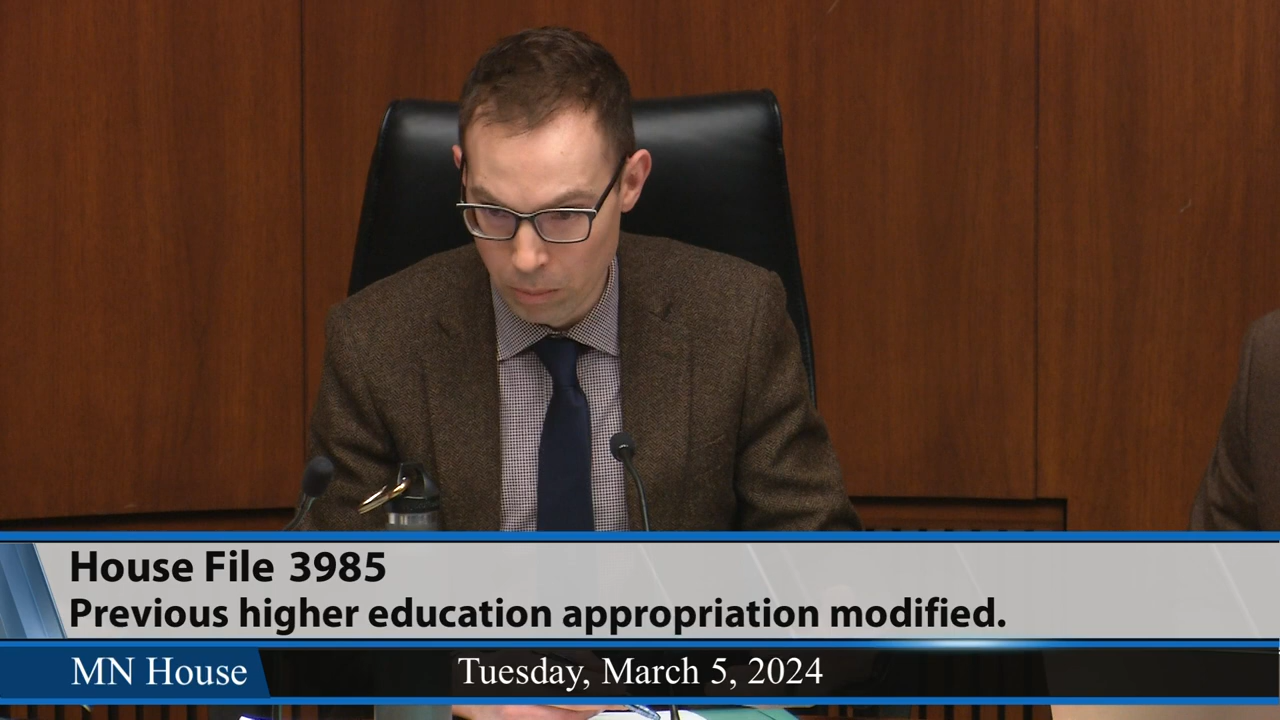 House File 3985
Previous higher education appropriation modified.
MN House
Tuesday, March 5, 2024